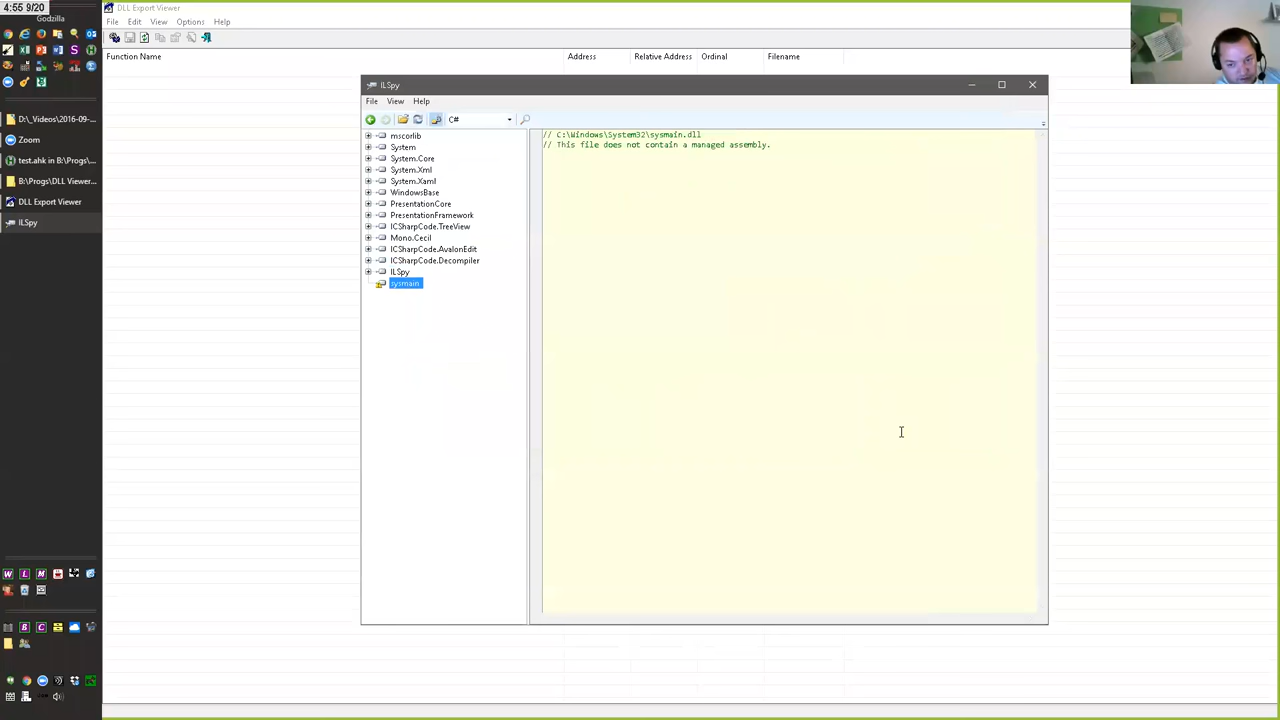 4:55 9/20
Godzilla
D:\_Videos\2016-09-...
Zoom
test.ahk in B:\Progs...
B:\Progs\DLL Viewer...
DLL Export Viewer
ILSpy
DLL Export Viewer
File Edit View Options Help
Function Name Address Relative Address Ordinal Filename
ILSpy
File View Help
C#
mscorlib
System
System.Core
System.Xml
System.Xaml
WindowsBase
PresentationCore
PresentationFramework
ICSharpCode.TreeView
Mono.Cecil
ICSharpCode.AvalonEdit
ICSharpCode.Decompiler
ILSpy
sysmain
// C:\Windows\System32\sysmain.dll
// This file does not contain a managed assembly.